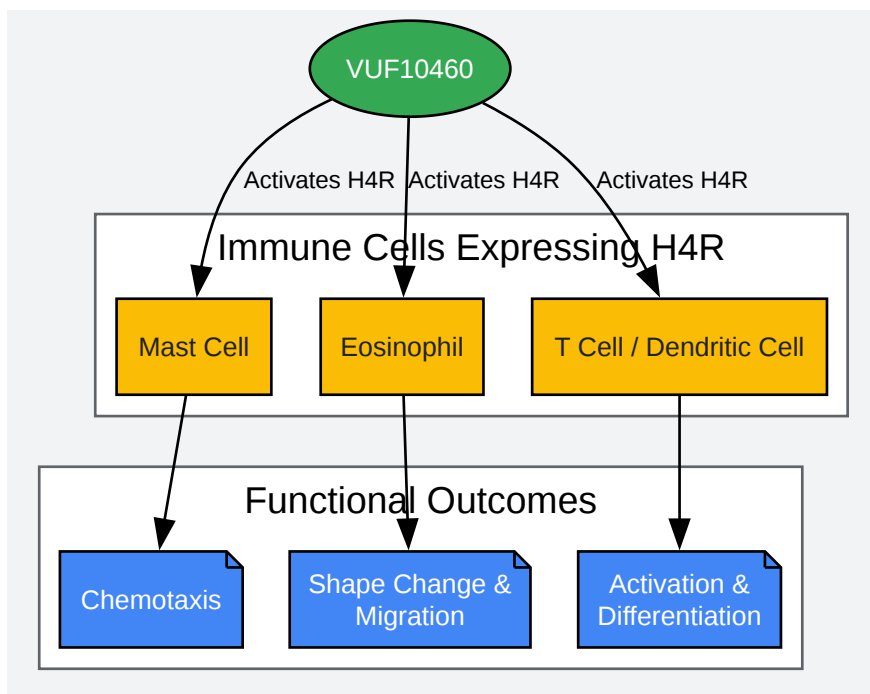 VUF10460
Activates H4R
Activates H4R
Activates H4R
Immune Cells Expressing H4R
Mast Cell
Eosinophil
T Cell / Dendritic Cell
Functional Outcomes
Chemotaxis
Shape Change &
Migration
Activation &
Differentiation